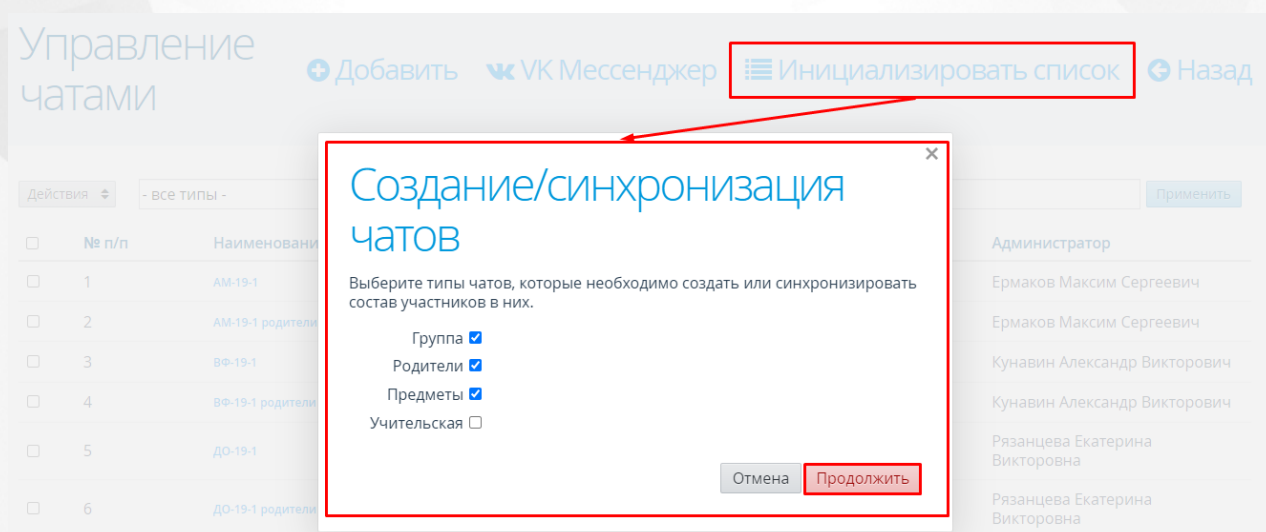 Управление
чатами
Добавить VK Мессенджер Инициализировать список Назад
×
Создание/синхронизация
чатов
Выберите типы чатов, которые необходимо создать или синхронизировать
состав участников в них.
Группа
Родители
Предметы
Учительская
Отмена Продолжить
Действия - все типы - Применить
№ п/п Наименовани Администратор
1 АМ-19-1 Ермаков Максим Сергеевич
2 АМ-19-1 родители Ермаков Максим Сергеевич
3 ВФ-19-1 Кунавин Александр Викторович
4 ВФ-19-1 родители Кунавин Александр Викторович
5 ДО-19-1 Рязанцева Екатерина
Викторовна
6 ДО-19-1 родители Рязанцева Екатерина
Викторовна